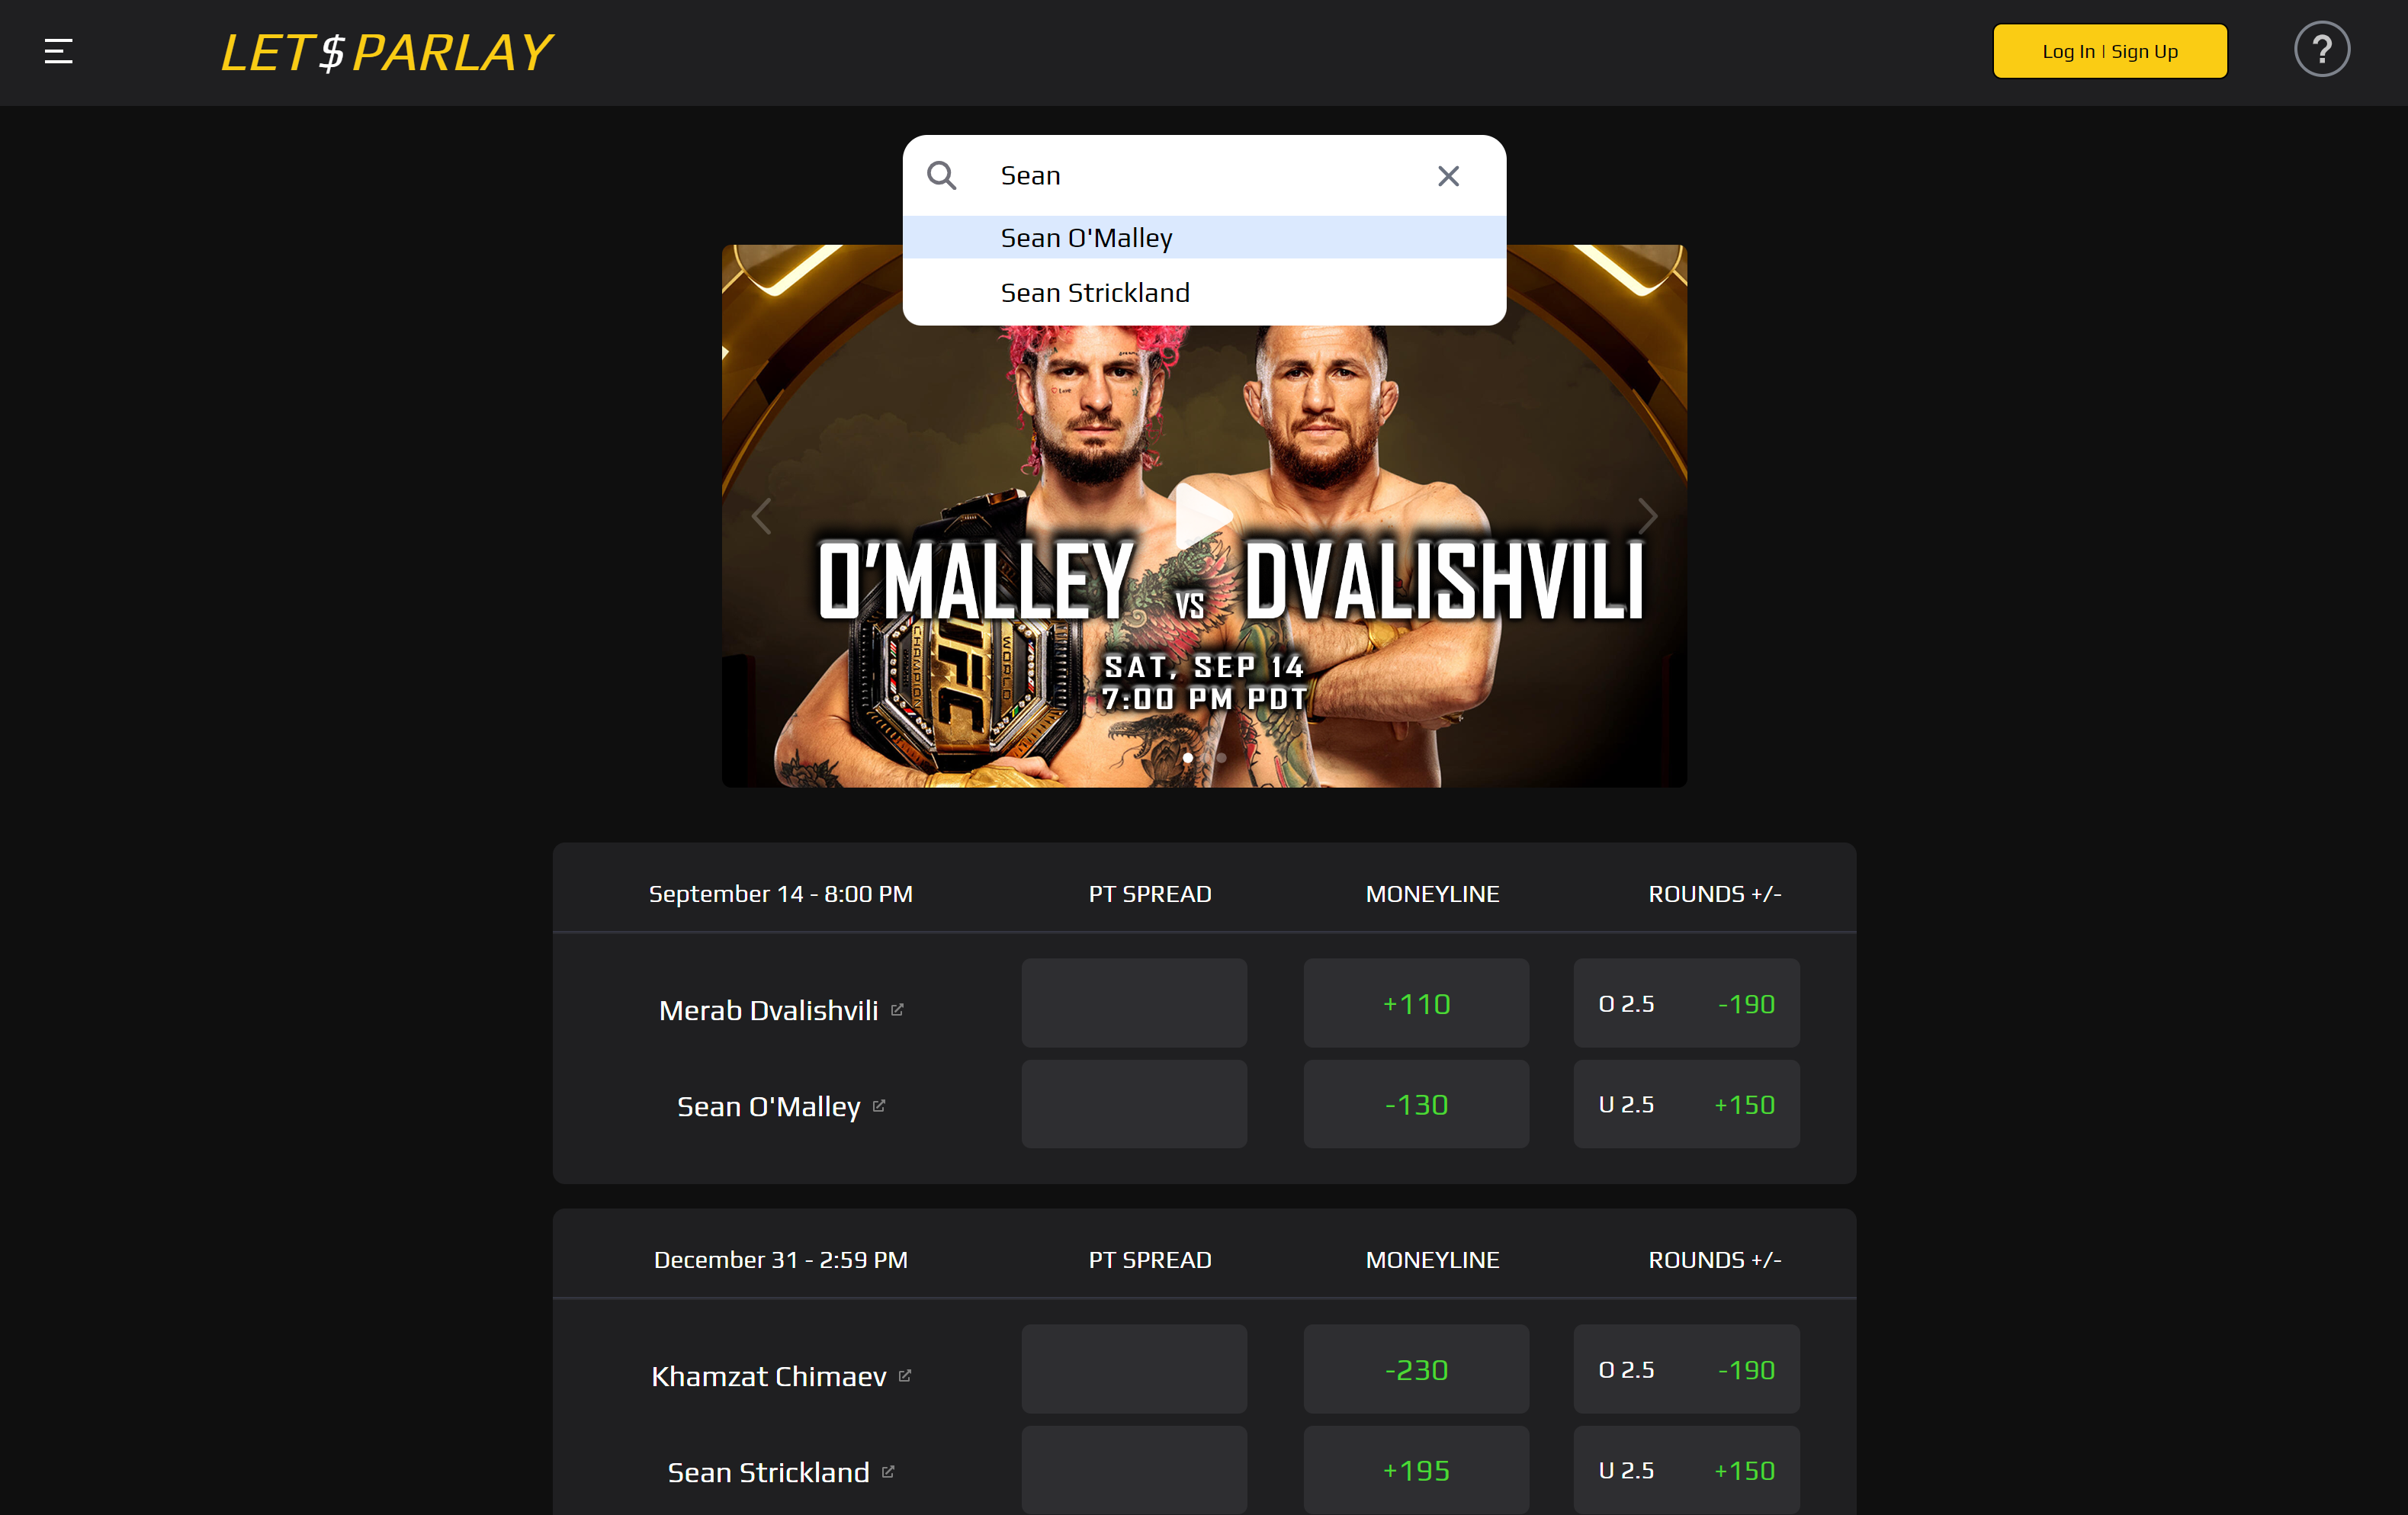 LET$PARLAY
Log In | Sign Up
?
Sean
Sean O'Malley
Sean Strickland
O'MALLEY VS DVALISHVILI
CHAMPION
UFC
WORLD
SAT, SEP 14
7:00 PM PDT
September 14 - 8:00 PM PT SPREAD MONEYLINE ROUNDS +/-
Merab Dvalishvili +110 O 2.5 -190
Sean O'Malley -130 U 2.5 +150
December 31 - 2:59 PM PT SPREAD MONEYLINE ROUNDS +/-
Khamzat Chimaev -230 O 2.5 -190
Sean Strickland +195 U 2.5 +150